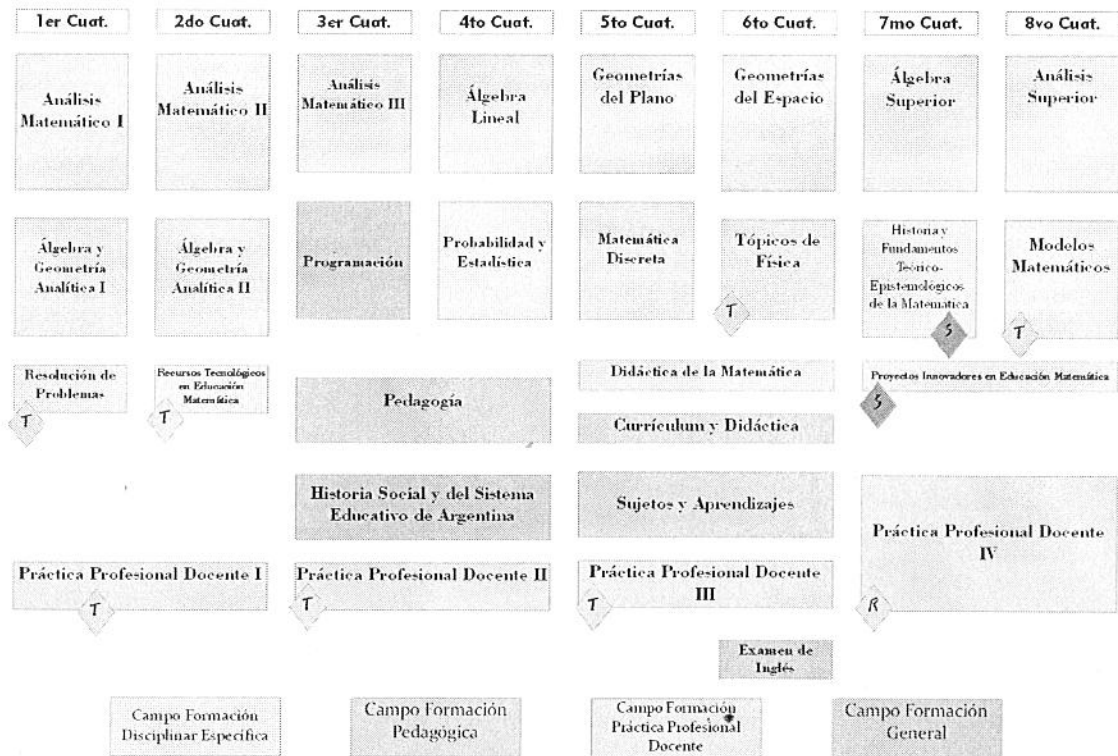 1er Cuat. 2do Cuat. 3er Cuat. 4to Cuat. 5to Cuat. 6to Cuat. 7mo Cuat. 8vo Cuat.
Análisis
Matemático I
Análisis
Matemático II
Análisis
Matemático III
Álgebra
Lineal
Geometrías
del Plano
Geometrías
del Espacio
Álgebra
Superior
Análisis
Superior
Álgebra y
Geometría
Analítica I
Álgebra y
Geometría
Analítica II
Programación
Probabilidad y
Estadística
Matemática
Discreta
Tópicos de
Física
T
Historia y
Fundamentos
Teórico-
Epistemológicos
de la Matemática
S
Modelos
Matemáticos
T
Resolución de
Problemas
T
Recursos Tecnológicos
en Educación
Matemática
T
Pedagogía
Didáctica de la Matemática
Proyectos Innovadores en Educación Matemática
S
Currículum y Didáctica
Historia Social y del Sistema
Educativo de Argentina
Sujetos y Aprendizajes
Práctica Profesional Docente
IV
R
Práctica Profesional Docente I
T
Práctica Profesional Docente II
T
Práctica Profesional Docente
III
T
Examen de
Inglés
Campo Formación
Disciplinar Específica
Campo Formación
Pedagógica
Campo Formación
Práctica Profesional
Docente
Campo Formación
General